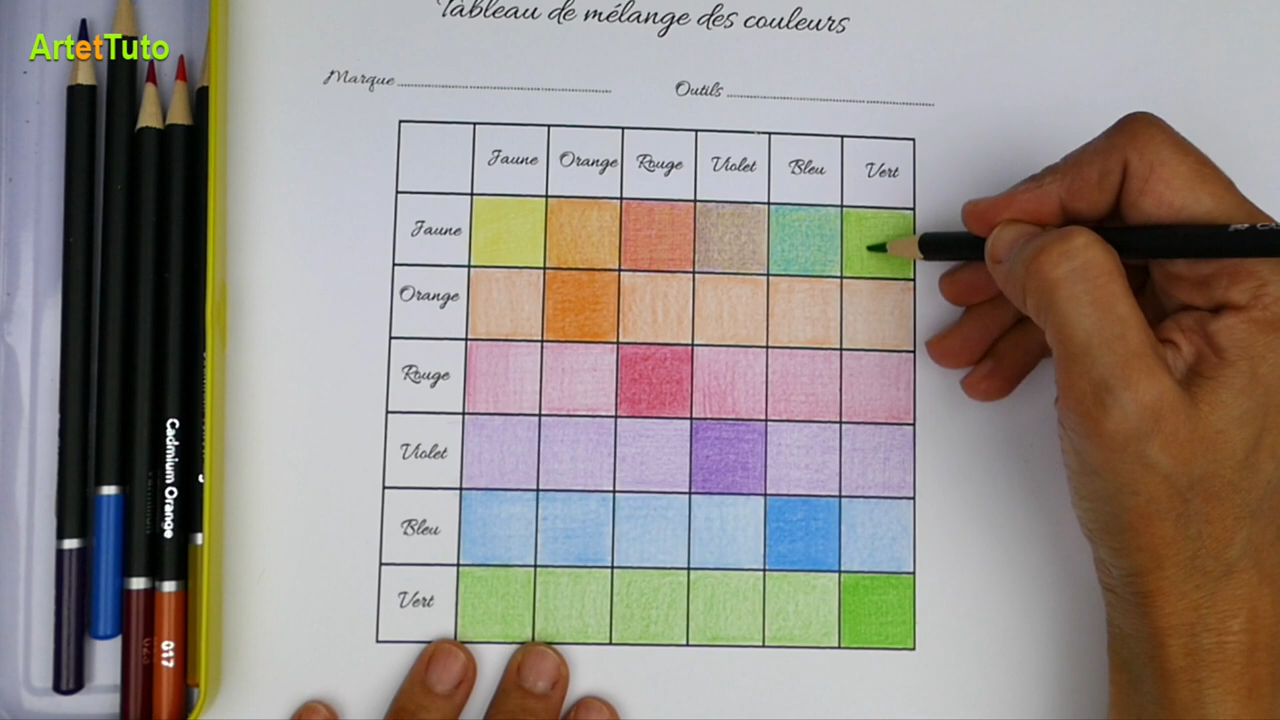 ArtetTuto
Tableau de mélange des couleurs
Marque
Outils
Jaune Orange Rouge Violet Bleu Vert
Jaune
Orange
Rouge
Violet
Bleu
Vert
Cadmium Orange
017